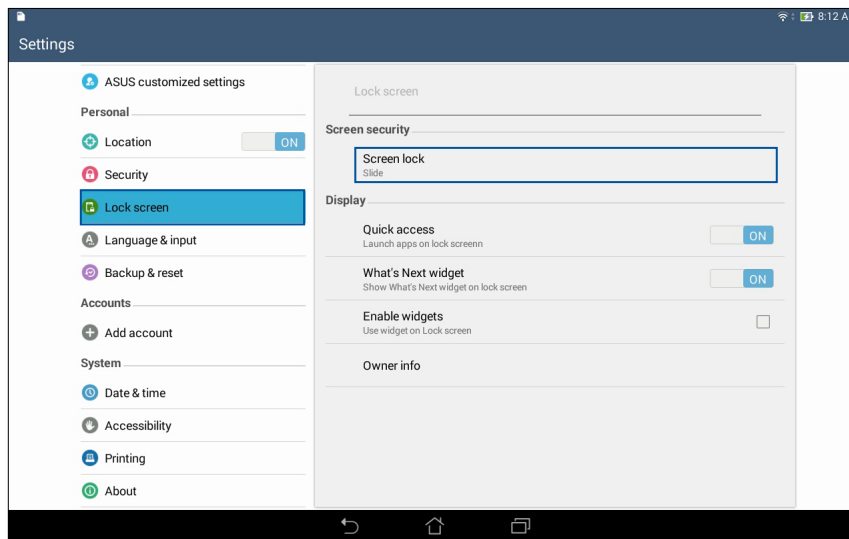 8:12 A
Settings
ASUS customized settings
Personal
Location ON
Security
Lock screen
Language & input
Backup & reset
Accounts
Add account
System
Date & time
Accessibility
Printing
About
Lock screen
Screen security
Screen lock
Slide
Display
Quick access
Launch apps on lock screenn
ON
What's Next widget
Show What's Next widget on lock screen
ON
Enable widgets
Use widget on Lock screen
Owner info